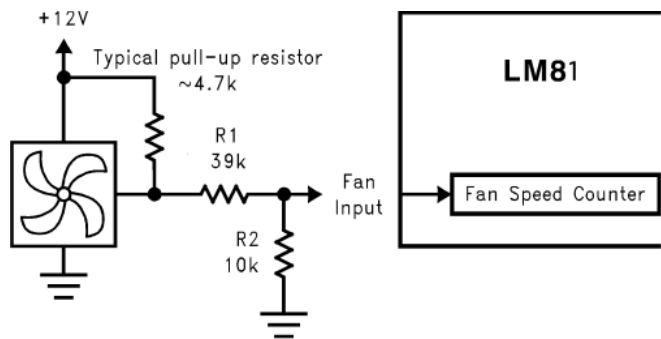 +12V
Typical pull-up resistor
~4.7k
R1
39k
R2
10k
Fan
Input
LM81
Fan Speed Counter